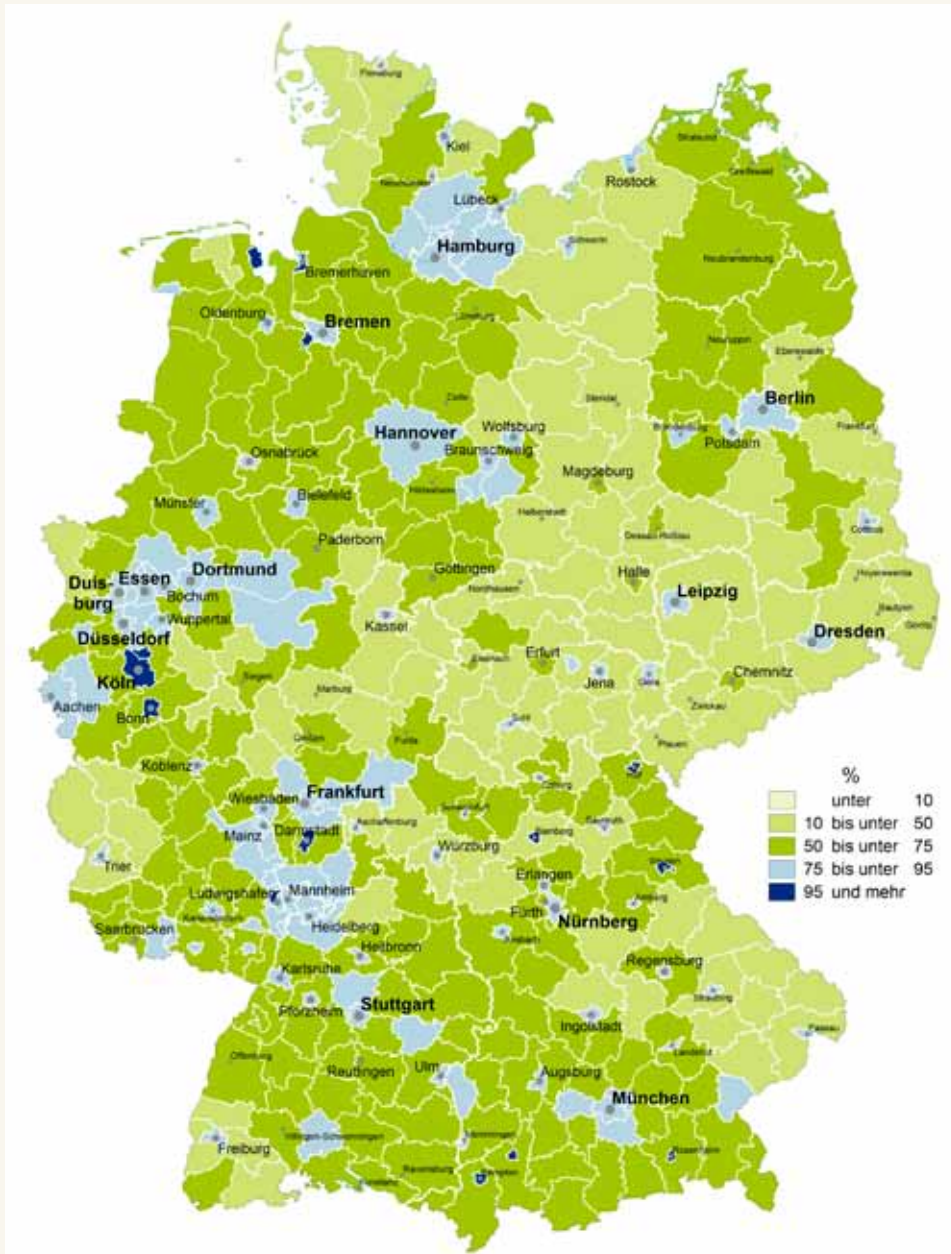 Flensburg
Kiel
Stralsund
Greifswald
Neumünster
Rostock
Lübeck
Schwerin
Hamburg
Neubrandenburg
Bremerhaven
Oldenburg
Bremen
Lüneburg
Neuruppin
Eberswalde
Celle
Stendal
Berlin
Hannover
Wolfsburg
Brandenburg
Potsdam
Frankfurt
Braunschweig
Osnabrück
Magdeburg
Hildesheim
Münster
Bielefeld
Halberstadt
Dessau-Roßlau
Cottbus
Paderborn
Göttingen
Nordhausen
Halle
Hoyerswerda
Duis-
burg
Essen
Dortmund
Bochum
Leipzig
Wuppertal
Kassel
Bautzen
Görlitz
Düsseldorf
Dresden
Köln
Eisenach
Erfurt
Siegen
Jena
Gera
Chemnitz
Aachen
Marburg
Zwickau
Bonn
Suhl
Plauen
Gießen
Fulda
Koblenz
Hof
Coburg
Wiesbaden
Frankfurt
Schweinfurt
Mainz
Darmstadt
Aschaffenburg
Bamberg
Bayreuth
Würzburg
Trier
Weiden
Erlangen
Ludwigshafen
Mannheim
Fürth
Amberg
Kaiserslautern
Nürnberg
Saarbrücken
Heidelberg
Ansbach
Heilbronn
Karlsruhe
Regensburg
Pforzheim
Stuttgart
Straubing
Ingolstadt
Passau
Offenburg
Reutlingen
Ulm
Landshut
Augsburg
München
Freiburg
Villingen-Schwenningen
Memmingen
Rosenheim
Ravensburg
Kempten
Konstanz
%
unter 10
10 bis unter 50
50 bis unter 75
75 bis unter 95
95 und mehr